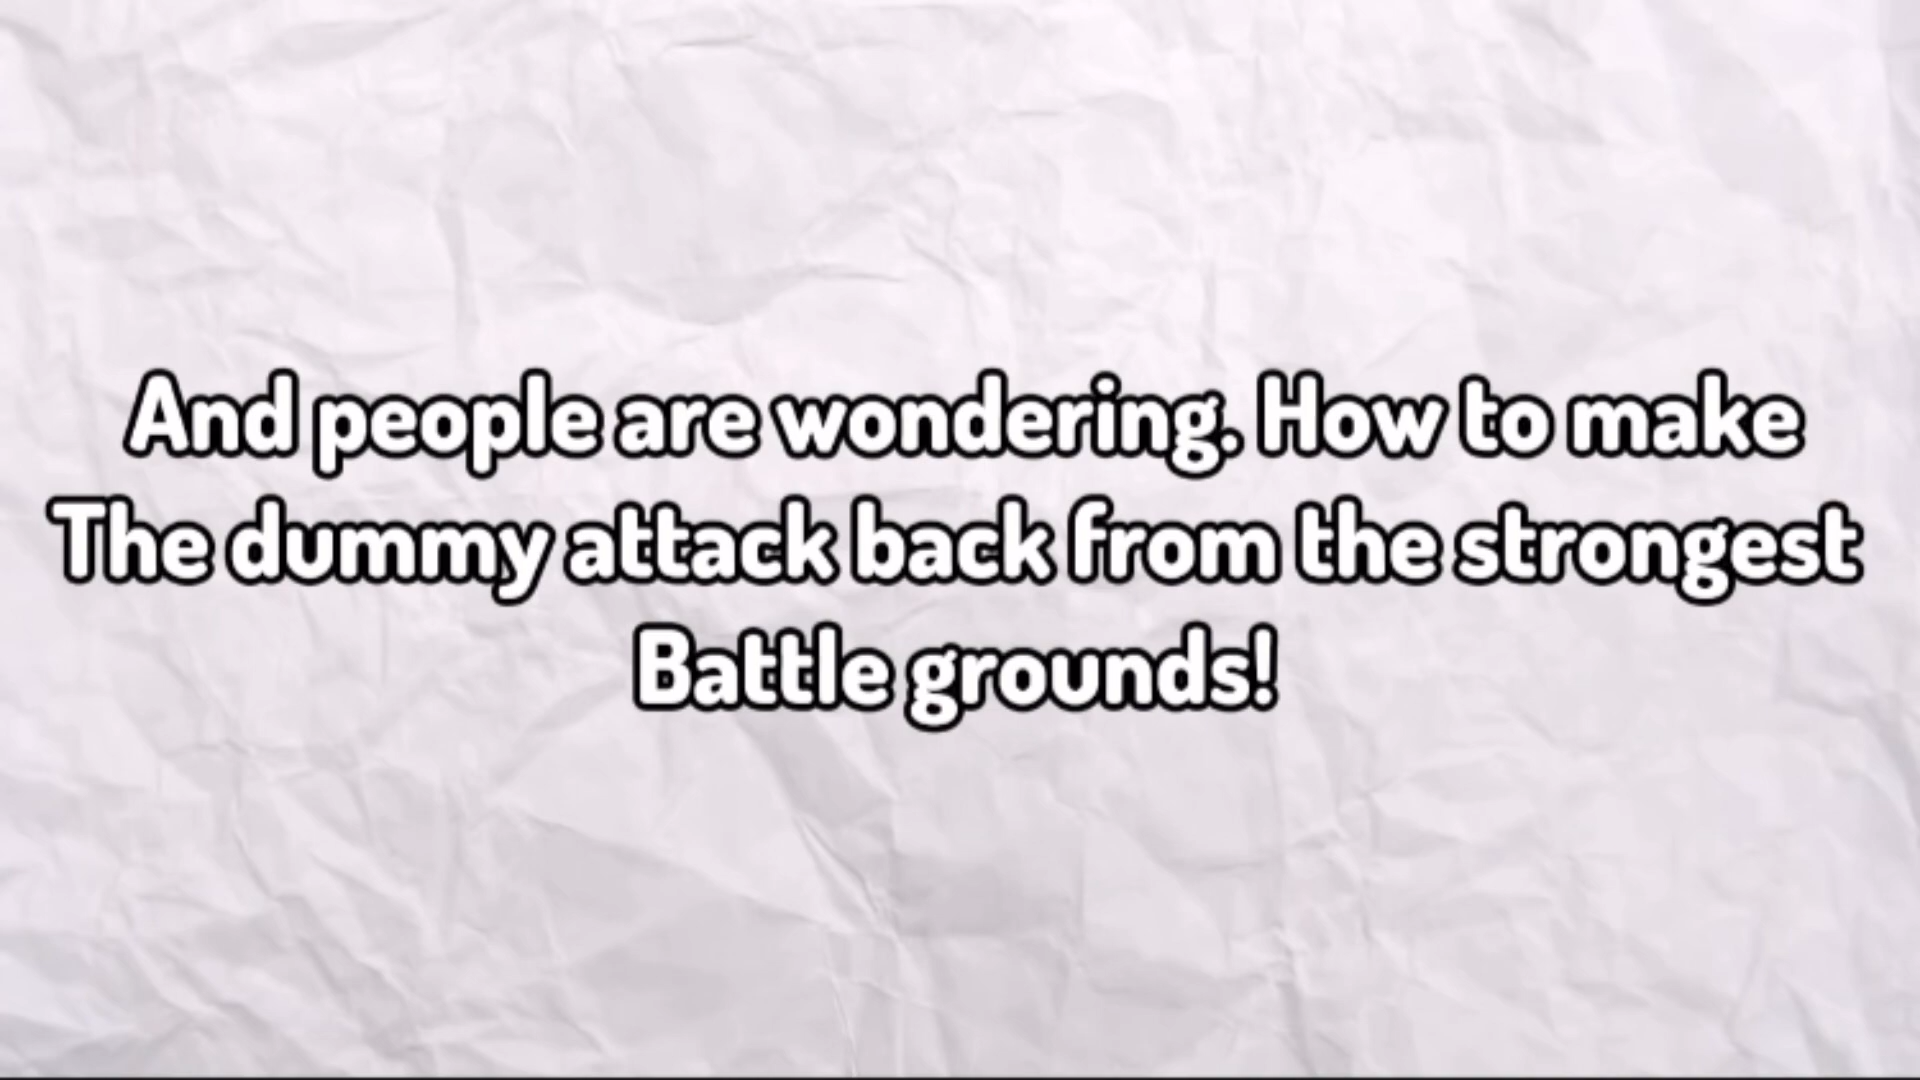 And people are wondering. How to make
The dummy attack back from the strongest
Battle grounds!